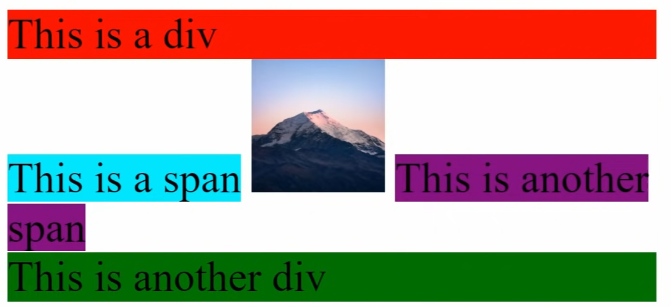 This is a div
This is a span This is another
span
This is another div